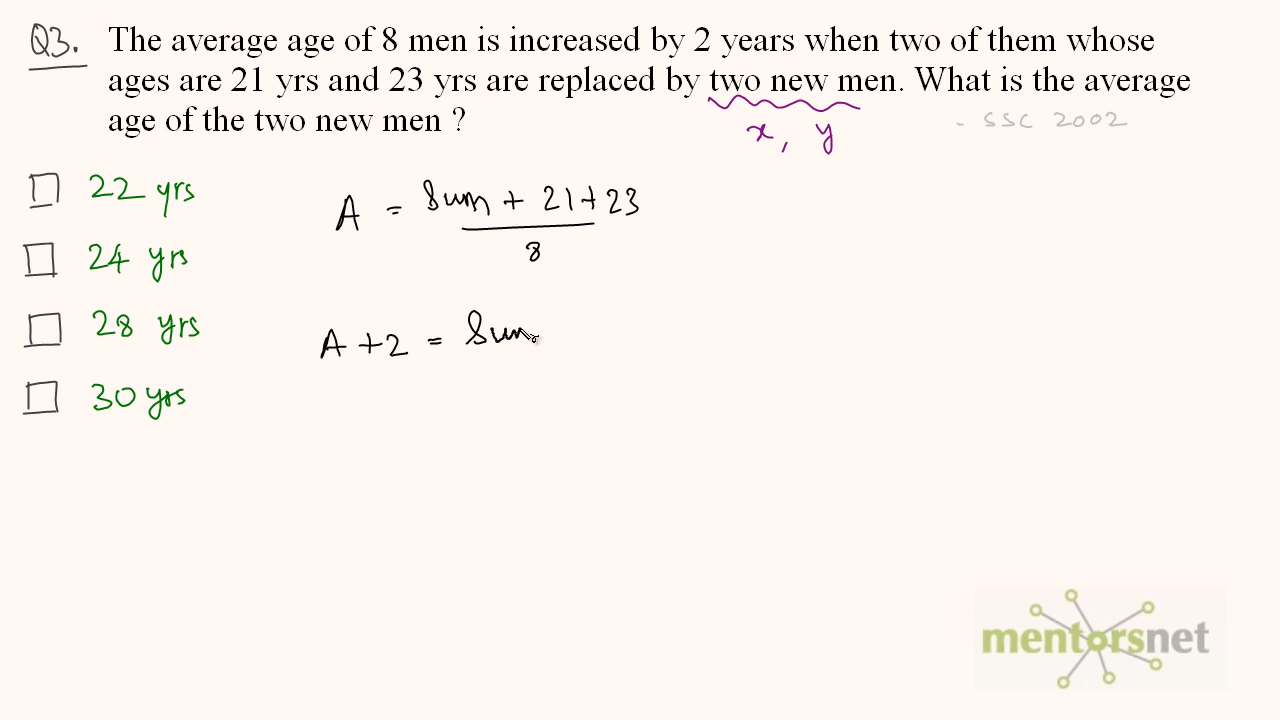 Q3. The average age of 8 men is increased by 2 years when two of them whose
ages are 21 yrs and 23 yrs are replaced by two new men. What is the average
age of the two new men ?
- SSC 2002
x, y
22 yrs
24 yrs
28 yrs
30 yrs
A = Sum + 21+23
8
A +2 = Sum
mentorsnet